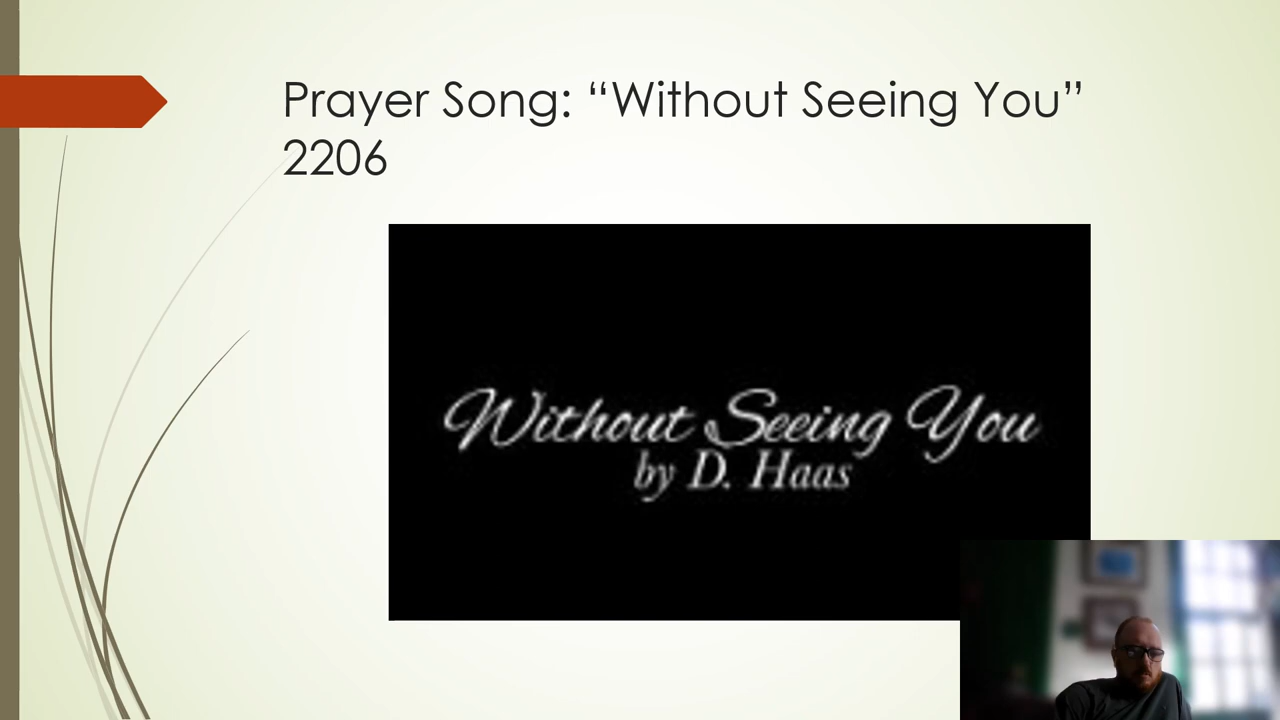 Prayer Song: “Without Seeing You”
2206
Without Seeing You
by D. Haas